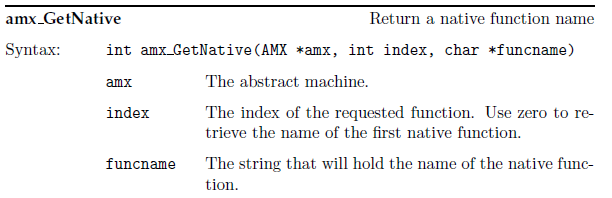 amx_GetNative Return a native function name
Syntax: int amx_GetNative(AMX *amx, int index, char *funcname)
amx The abstract machine.
index The index of the requested function. Use zero to re-
trieve the name of the first native function.
funcname The string that will hold the name of the native func-
tion.